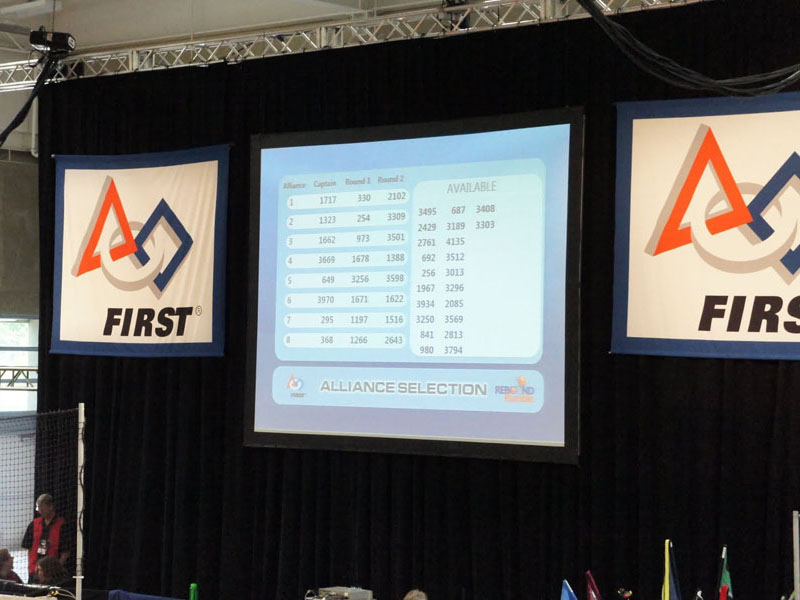 Alliance Captain Round 1 Round 2
1 1717 330 2102
2 1323 254 3309
3 1662 973 3501
4 3669 1678 1388
5 649 3256 3598
6 3970 1671 1622
7 295 1197 1516
8 368 1266 2643
AVAILABLE
3495 687 3408
2429 3189 3303
2761 4135
692 3512
256 3013
1967 3296
3934 2085
3250 3569
841 2813
980 3794
FIRST ALLIANCE SELECTION REBOUND rumble
FIRST®
FIRS